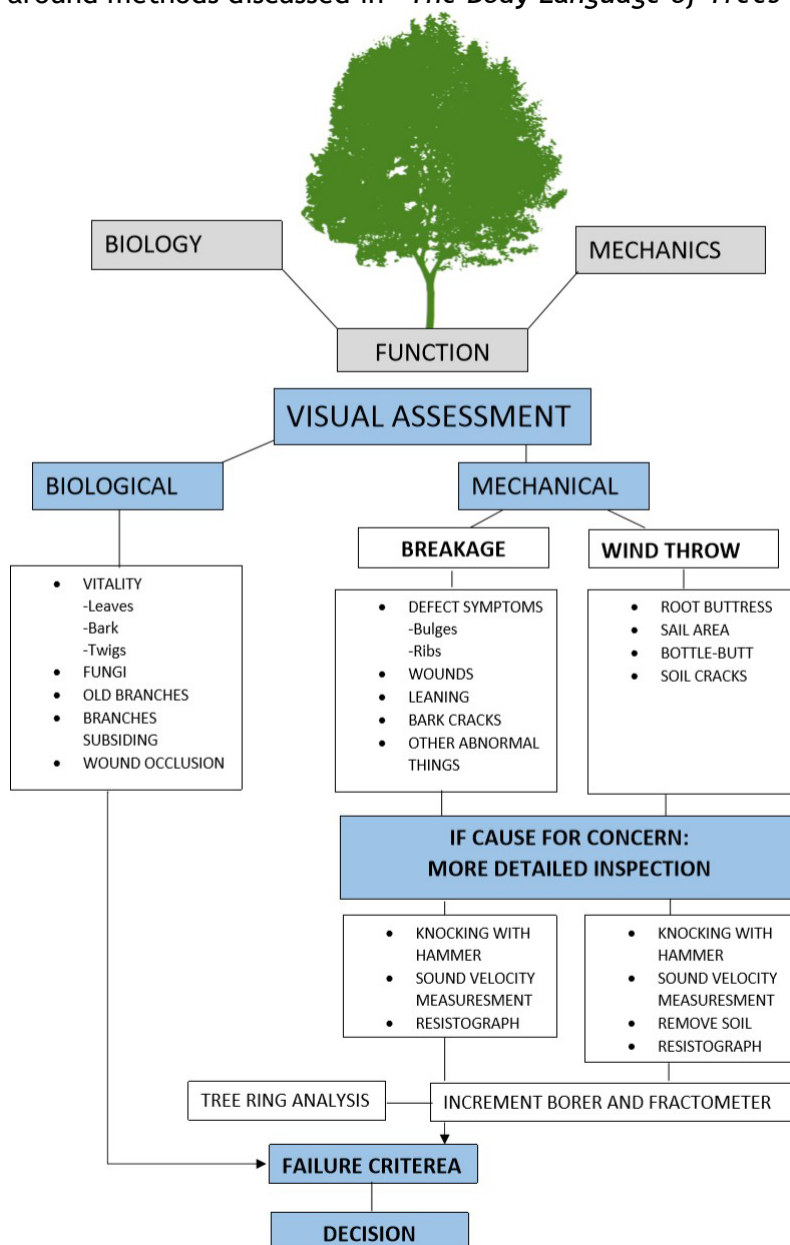 around methods discussed in "The Body Language of Trees
BIOLOGY
MECHANICS
FUNCTION
VISUAL ASSESSMENT
BIOLOGICAL
MECHANICAL
BREAKAGE
WIND THROW
• VITALITY
-Leaves
-Bark
-Twigs
• FUNGI
• OLD BRANCHES
• BRANCHES
SUBSIDING
• WOUND OCCLUSION
• DEFECT SYMPTOMS
-Bulges
-Ribs
• WOUNDS
• LEANING
• BARK CRACKS
• OTHER ABNORMAL
THINGS
• ROOT BUTTRESS
• SAIL AREA
• BOTTLE-BUTT
• SOIL CRACKS
IF CAUSE FOR CONCERN:
MORE DETAILED INSPECTION
• KNOCKING WITH
HAMMER
• SOUND VELOCITY
MEASURESMENT
• RESISTOGRAPH
• KNOCKING WITH
HAMMER
• SOUND VELOCITY
MEASURESMENT
• REMOVE SOIL
• RESISTOGRAPH
TREE RING ANALYSIS
INCREMENT BORER AND FRACTOMETER
FAILURE CRITEREA
DECISION